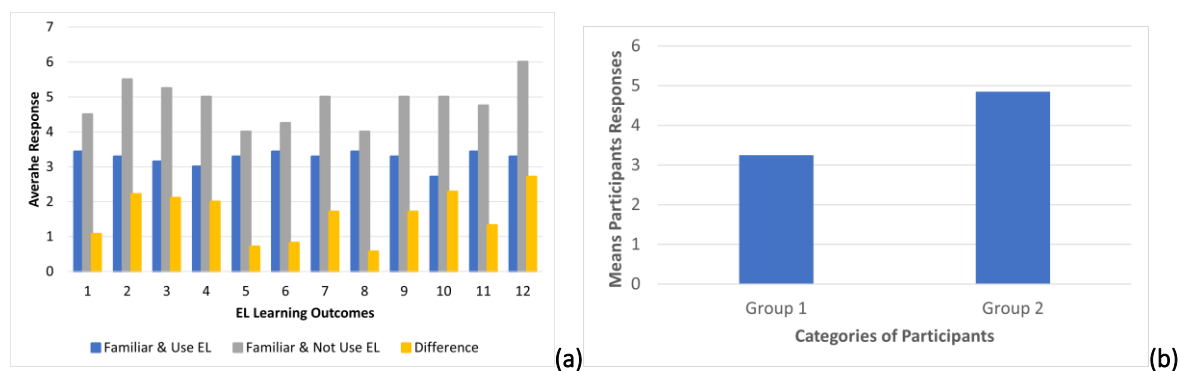 7
6
5
4
3
2
1
0
Averahe Response
1 2 3 4 5 6 7 8 9 10 11 12
EL Learning Outcomes
Familiar & Use EL Familiar & Not Use EL Difference
(a)
6
5
4
3
2
1
0
Means Participants Responses
Group 1 Group 2
Categories of Participants
(b)